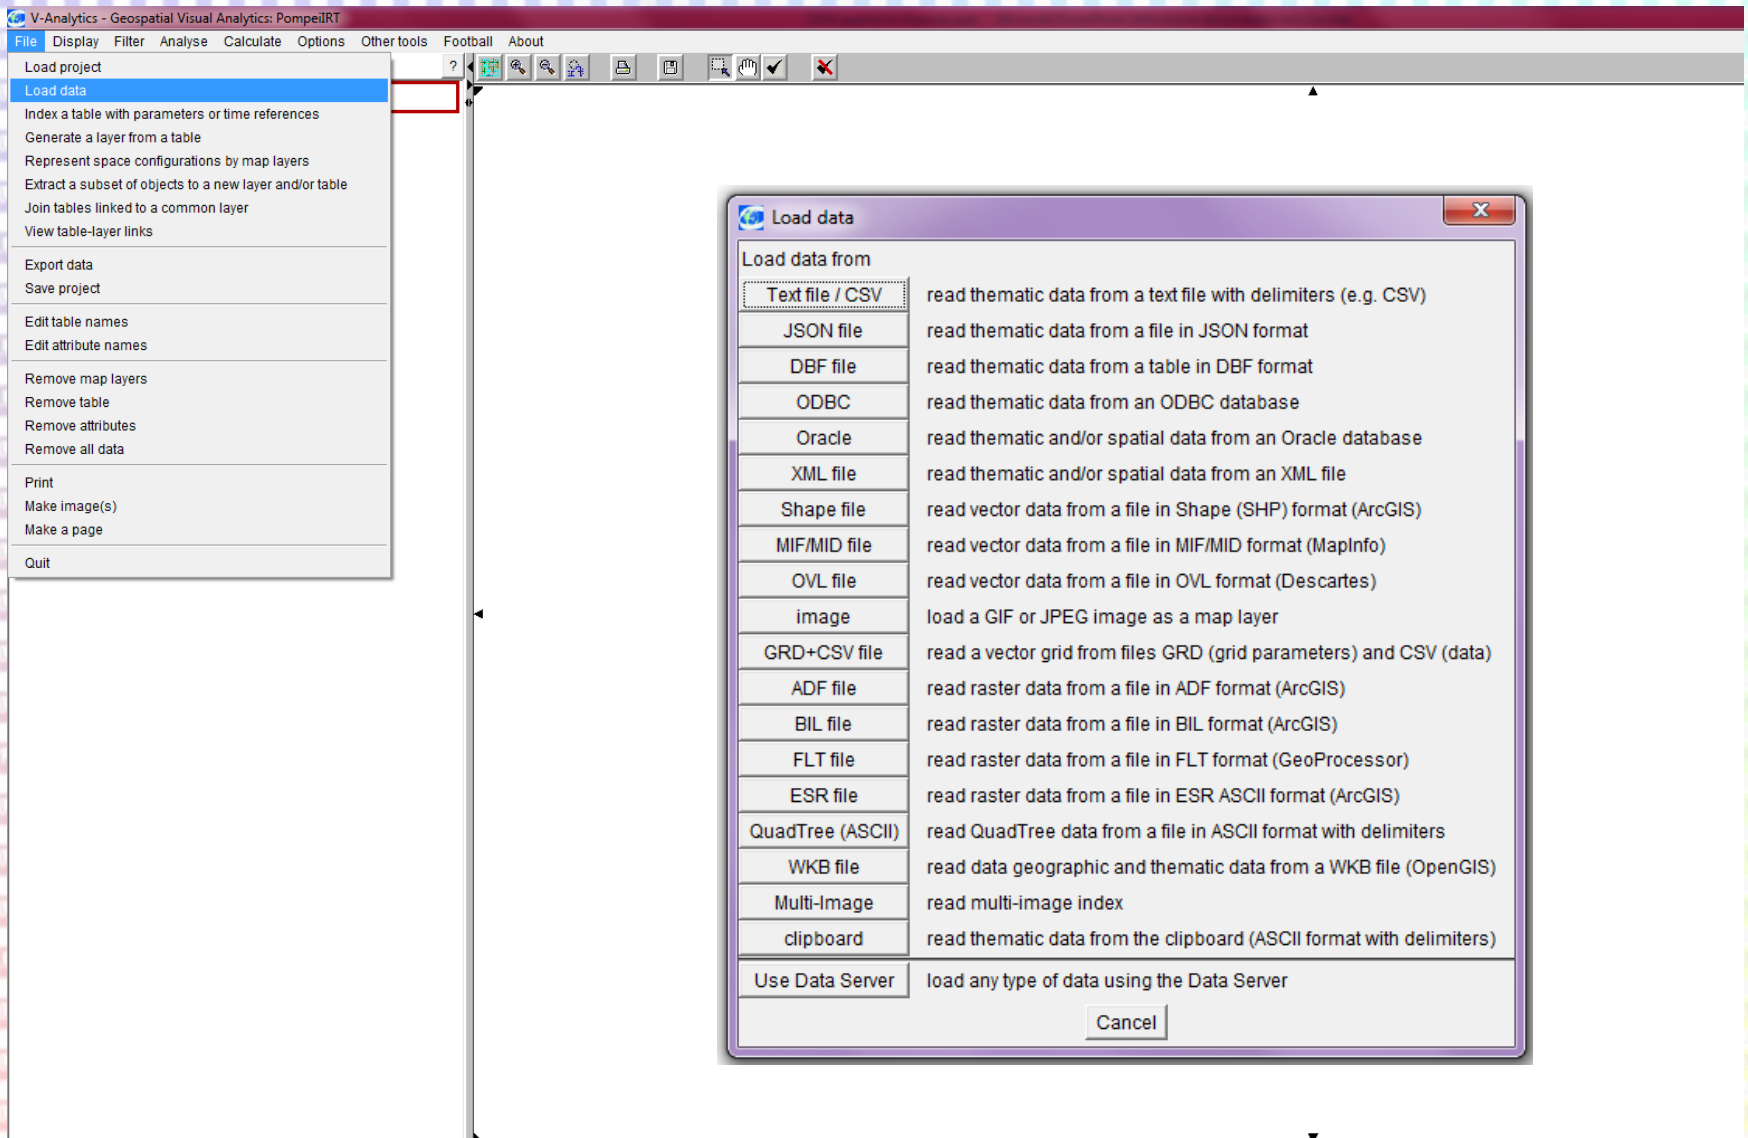 V-Analytics - Geospatial Visual Analytics: PompeiIRT
File Display Filter Analyse Calculate Options Other tools Football About
Load project
?
Load data
Index a table with parameters or time references
Generate a layer from a table
Represent space configurations by map layers
Extract a subset of objects to a new layer and/or table
Join tables linked to a common layer
View table-layer links
Export data
Save project
Edit table names
Edit attribute names
Remove map layers
Remove table
Remove attributes
Remove all data
Print
Make image(s)
Make a page
Quit
Load data
Load data from
Text file / CSV read thematic data from a text file with delimiters (e.g. CSV)
JSON file read thematic data from a file in JSON format
DBF file read thematic data from a table in DBF format
ODBC read thematic data from an ODBC database
Oracle read thematic and/or spatial data from an Oracle database
XML file read thematic and/or spatial data from an XML file
Shape file read vector data from a file in Shape (SHP) format (ArcGIS)
MIF/MID file read vector data from a file in MIF/MID format (MapInfo)
OVL file read vector data from a file in OVL format (Descartes)
image load a GIF or JPEG image as a map layer
GRD+CSV file read a vector grid from files GRD (grid parameters) and CSV (data)
ADF file read raster data from a file in ADF format (ArcGIS)
BIL file read raster data from a file in BIL format (ArcGIS)
FLT file read raster data from a file in FLT format (GeoProcessor)
ESR file read raster data from a file in ESR ASCII format (ArcGIS)
QuadTree (ASCII) read QuadTree data from a file in ASCII format with delimiters
WKB file read data geographic and thematic data from a WKB file (OpenGIS)
Multi-Image read multi-image index
clipboard read thematic data from the clipboard (ASCII format with delimiters)
Use Data Server load any type of data using the Data Server
Cancel